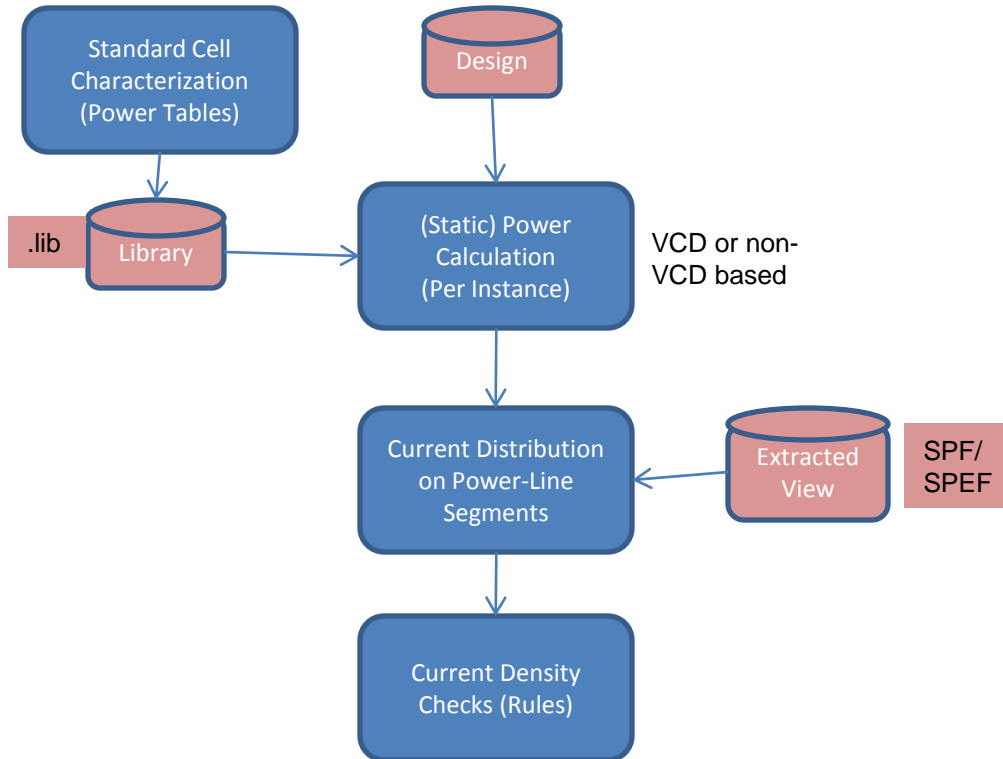 Standard Cell
Characterization
(Power Tables)
Design
.lib
Library
(Static) Power
Calculation
(Per Instance)
VCD or non-
VCD based
Current Distribution
on Power-Line
Segments
Extracted
View
SPF/
SPEF
Current Density
Checks (Rules)